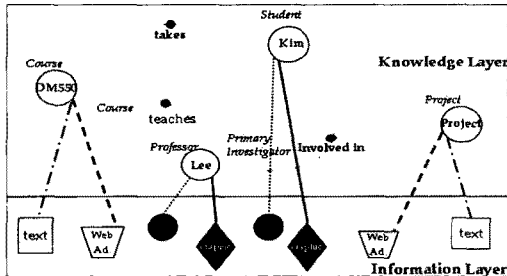 Student
takes
Kim
Knowledge Layer
Course
DM550
Course
Project
teaches
Project
Professor
Primary
Investigator
Involved in
Lee
text
Web
Ad
Web
Ad
text
Information Layer